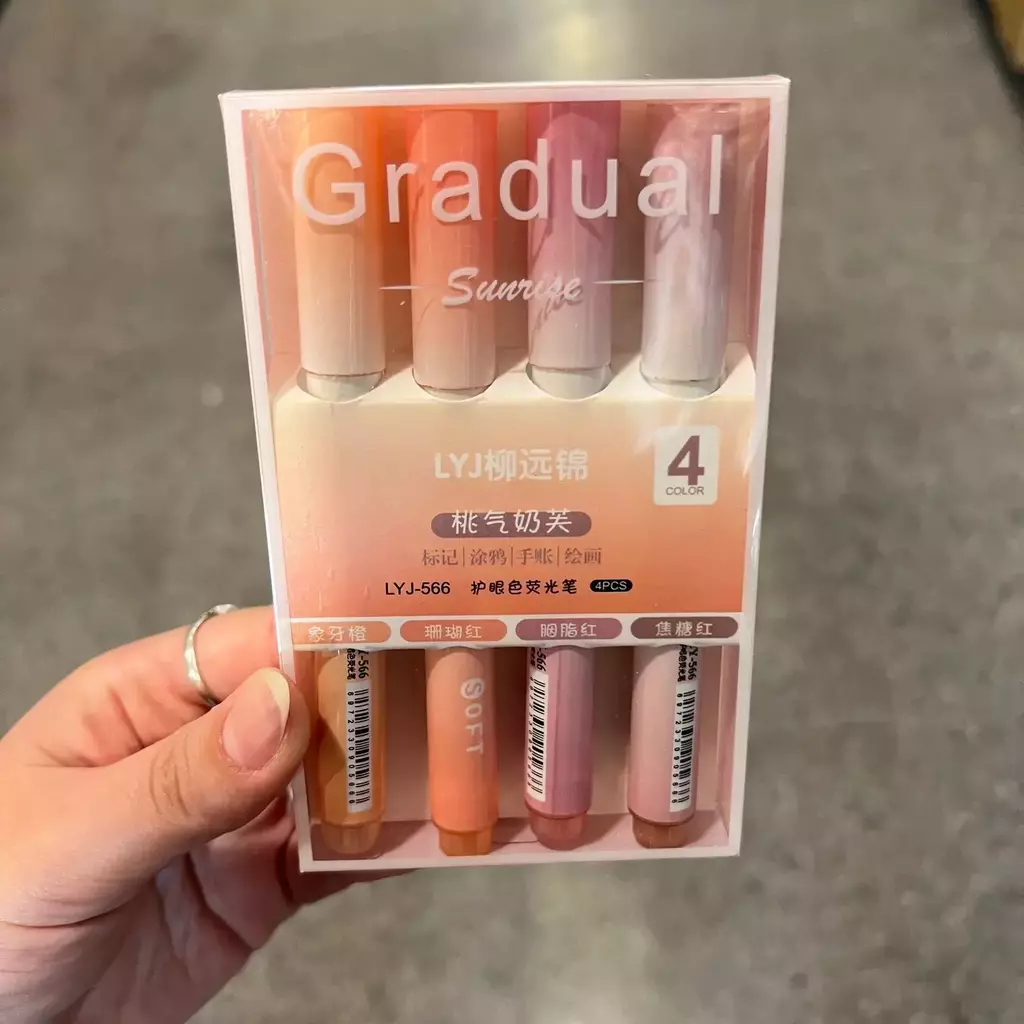 Gradual
Sunrise
LYJ柳远锦
4
COLOR
桃气奶芙
标记|涂鸦|手账|绘画
LYJ-566 护眼色荧光笔 4PCS
象牙橙 珊瑚红 胭脂红 焦糖红
SOFT